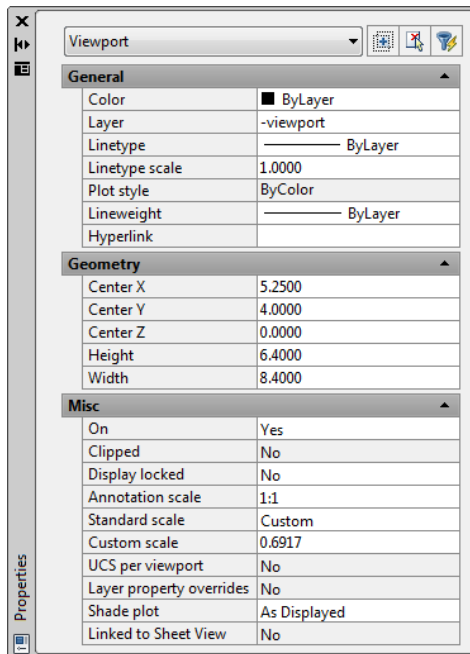 Viewport
General
Color ByLayer
Layer -viewport
Linetype ByLayer
Linetype scale 1.0000
Plot style ByColor
Lineweight ByLayer
Hyperlink
Geometry
Center X 5.2500
Center Y 4.0000
Center Z 0.0000
Height 6.4000
Width 8.4000
Misc
On Yes
Clipped No
Display locked No
Annotation scale 1:1
Standard scale Custom
Custom scale 0.6917
UCS per viewport No
Layer property overrides No
Shade plot As Displayed
Linked to Sheet View No
Properties